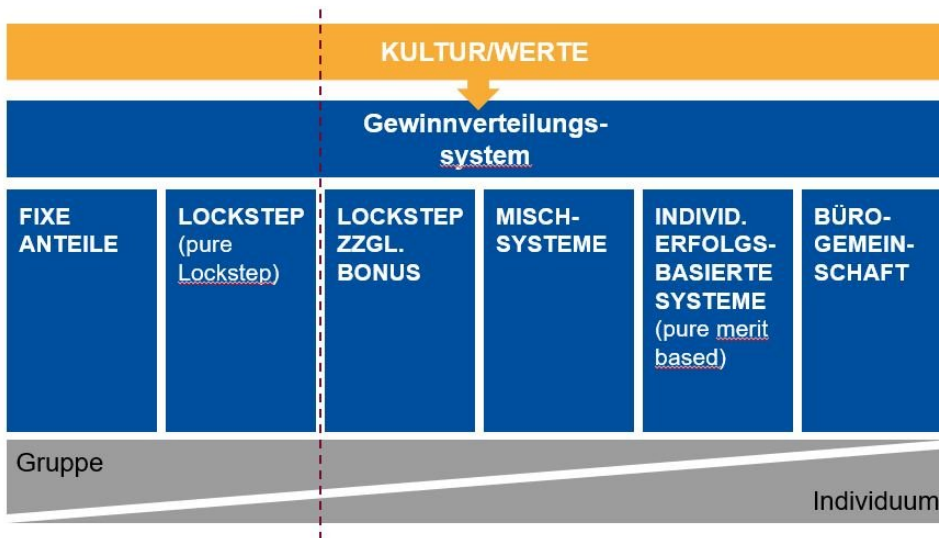 KULTUR/WERTE
Gewinnverteilungs-
system
FIXE
ANTEILE
LOCKSTEP
(pure
Lockstep)
LOCKSTEP
ZZGL.
BONUS
MISCH-
SYSTEME
INDIVID.
ERFOLGS-
BASIERTE
SYSTEME
(pure merit
based)
BÜRO-
GEMEIN-
SCHAFT
Gruppe
Individuum